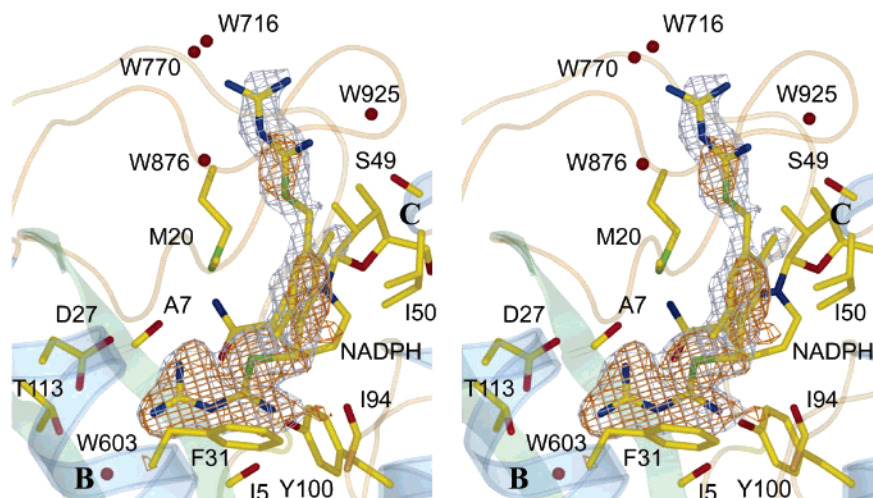 W716
W770
W925
W876
S49
C
M20
A7
I50
D27
NADPH
T113
I94
W603
B
F31
I5
Y100
W716
W770
W925
W876
S49
C
M20
A7
I50
D27
NADPH
T113
I94
W603
B
F31
I5
Y100